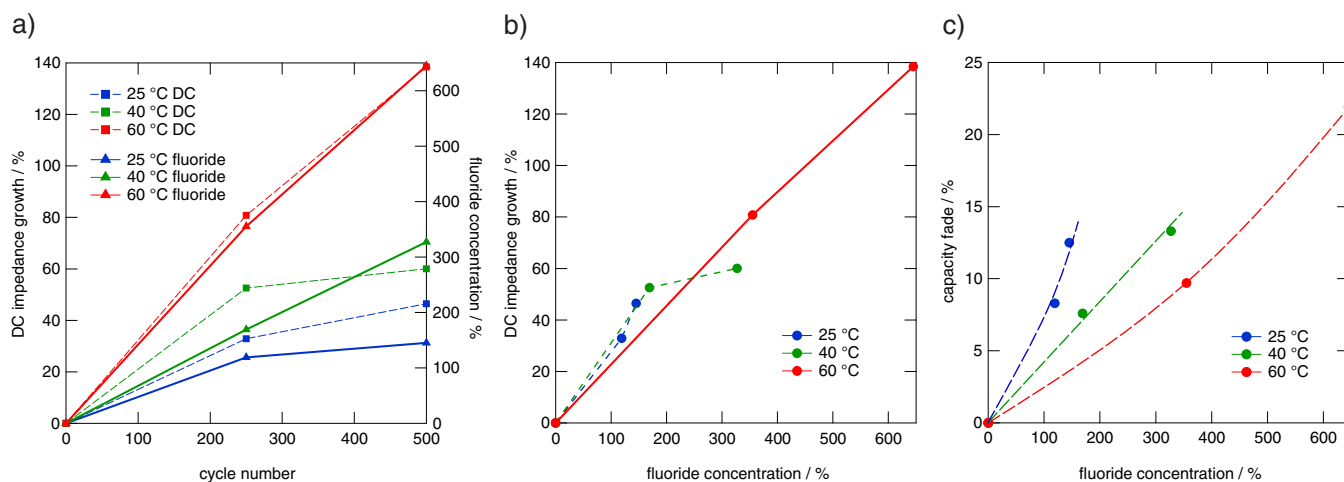 a)
DC impedance growth / %
140
120
100
80
60
40
20
0
25 °C DC
40 °C DC
60 °C DC
25 °C fluoride
40 °C fluoride
60 °C fluoride
600
500
400
300
200
100
0
fluoride concentration / %
0 100 200 300 400 500
cycle number
b)
DC impedance growth / %
140
120
100
80
60
40
20
0
25 °C
40 °C
60 °C
0 100 200 300 400 500 600
fluoride concentration / %
c)
capacity fade / %
25
20
15
10
5
0
25 °C
40 °C
60 °C
0 100 200 300 400 500 600
fluoride concentration / %